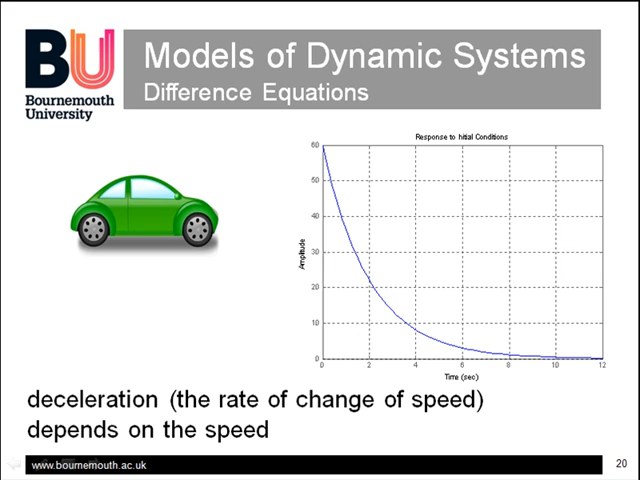 BU
Bournemouth
University
Models of Dynamic Systems
Difference Equations
Response to Initial Conditions
60
50
40
30
20
10
0
Amplitude
0 2 4 6 8 10 12
Time (sec)
deceleration (the rate of change of speed)
depends on the speed
www.bournemouth.ac.uk
20